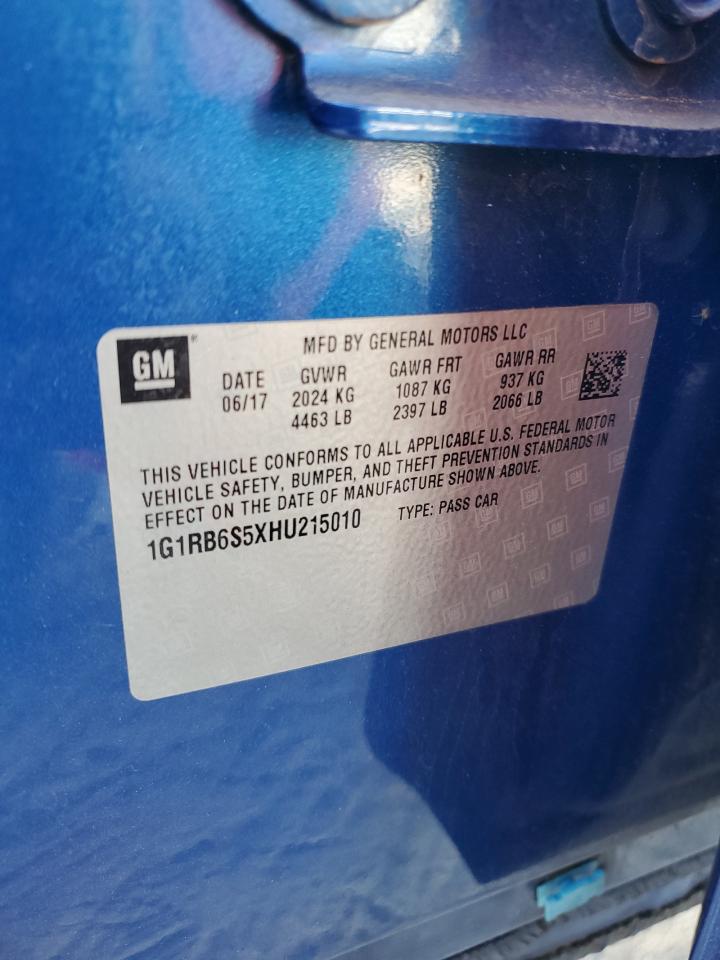 GM
MFD BY GENERAL MOTORS LLC
DATE GVWR GAWR FRT GAWR RR
06/17 2024 KG 1087 KG 937 KG
4463 LB 2397 LB 2066 LB
THIS VEHICLE CONFORMS TO ALL APPLICABLE U.S. FEDERAL MOTOR
VEHICLE SAFETY, BUMPER, AND THEFT PREVENTION STANDARDS IN
EFFECT ON THE DATE OF MANUFACTURE SHOWN ABOVE.
1G1RB6S5XHU215010 TYPE: PASS CAR